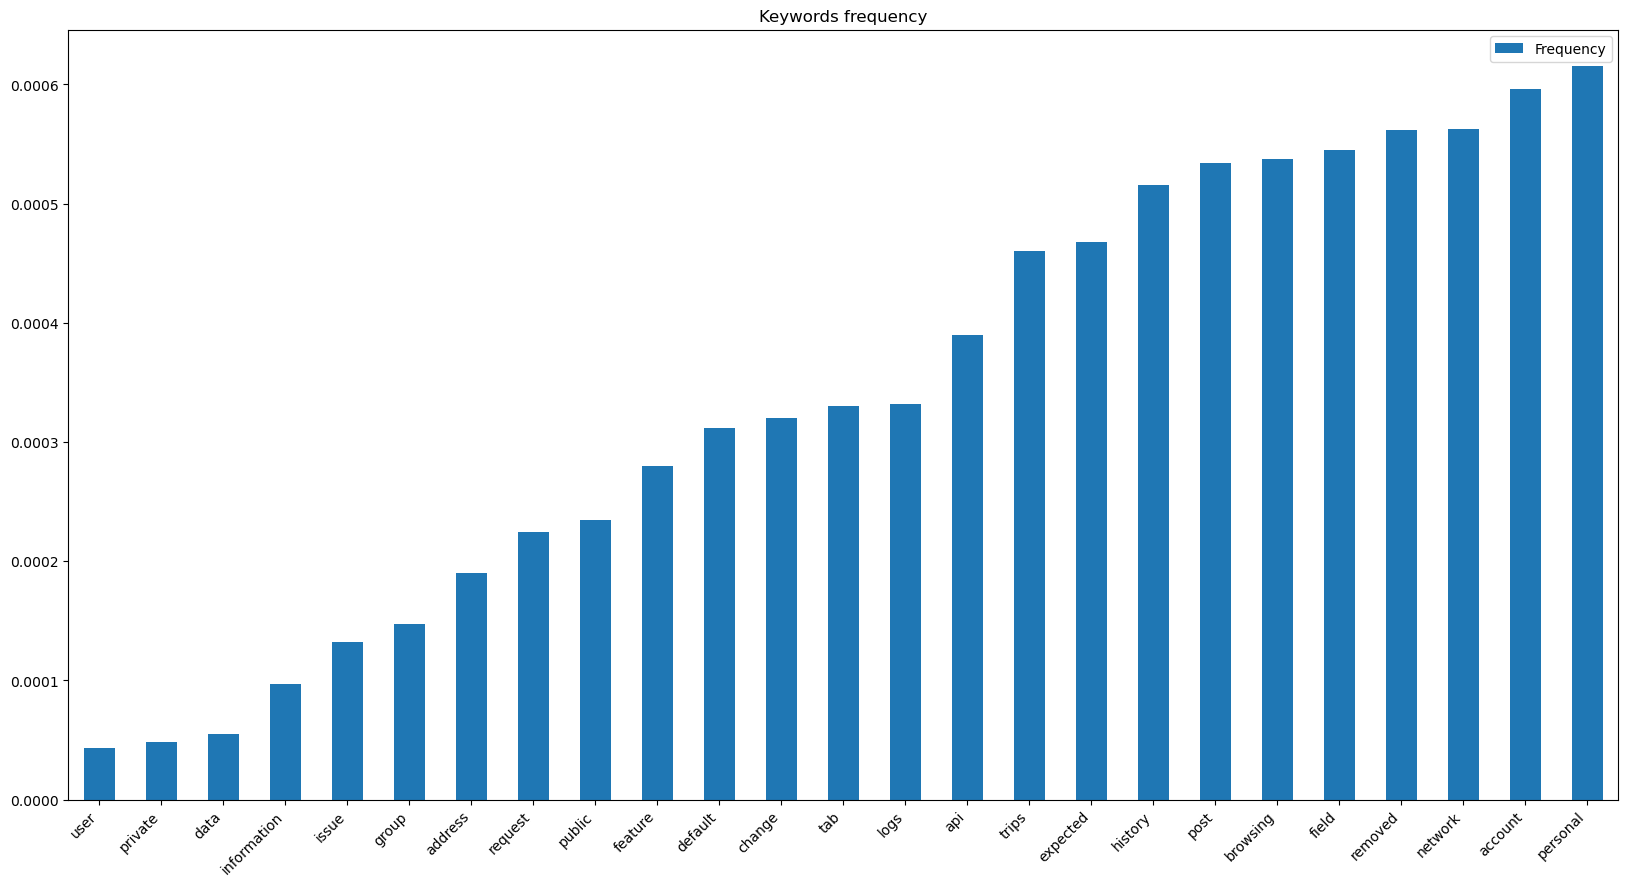 Keywords frequency
Frequency
0.0006
0.0005
0.0004
0.0003
0.0002
0.0001
0.0000
user
private
data
information
issue
group
address
request
public
feature
default
change
tab
logs
api
trips
expected
history
post
browsing
field
removed
network
account
personal